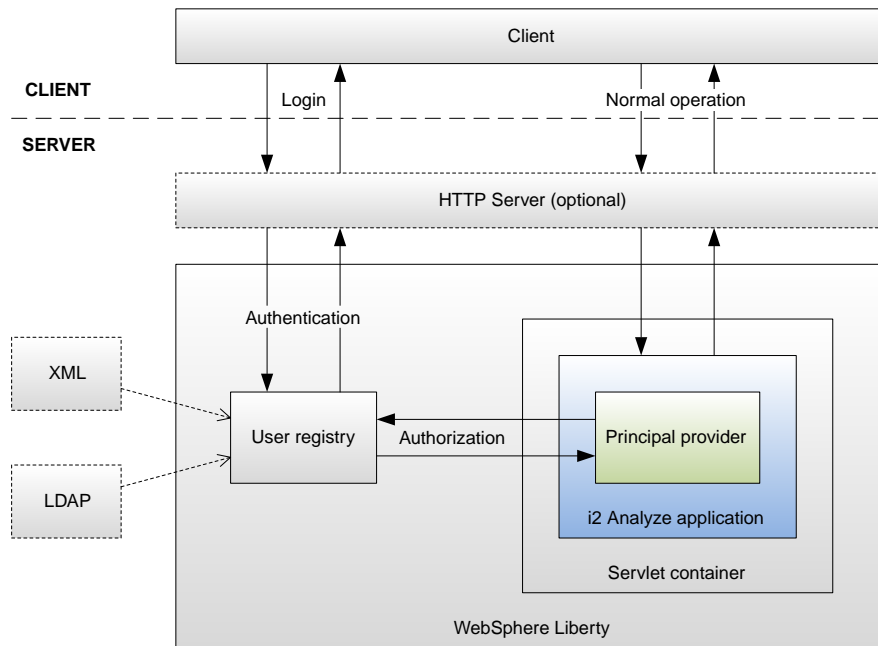 Client
CLIENT
Login
Normal operation
SERVER
HTTP Server (optional)
Authentication
XML
User registry
Authorization
Principal provider
LDAP
i2 Analyze application
Servlet container
WebSphere Liberty